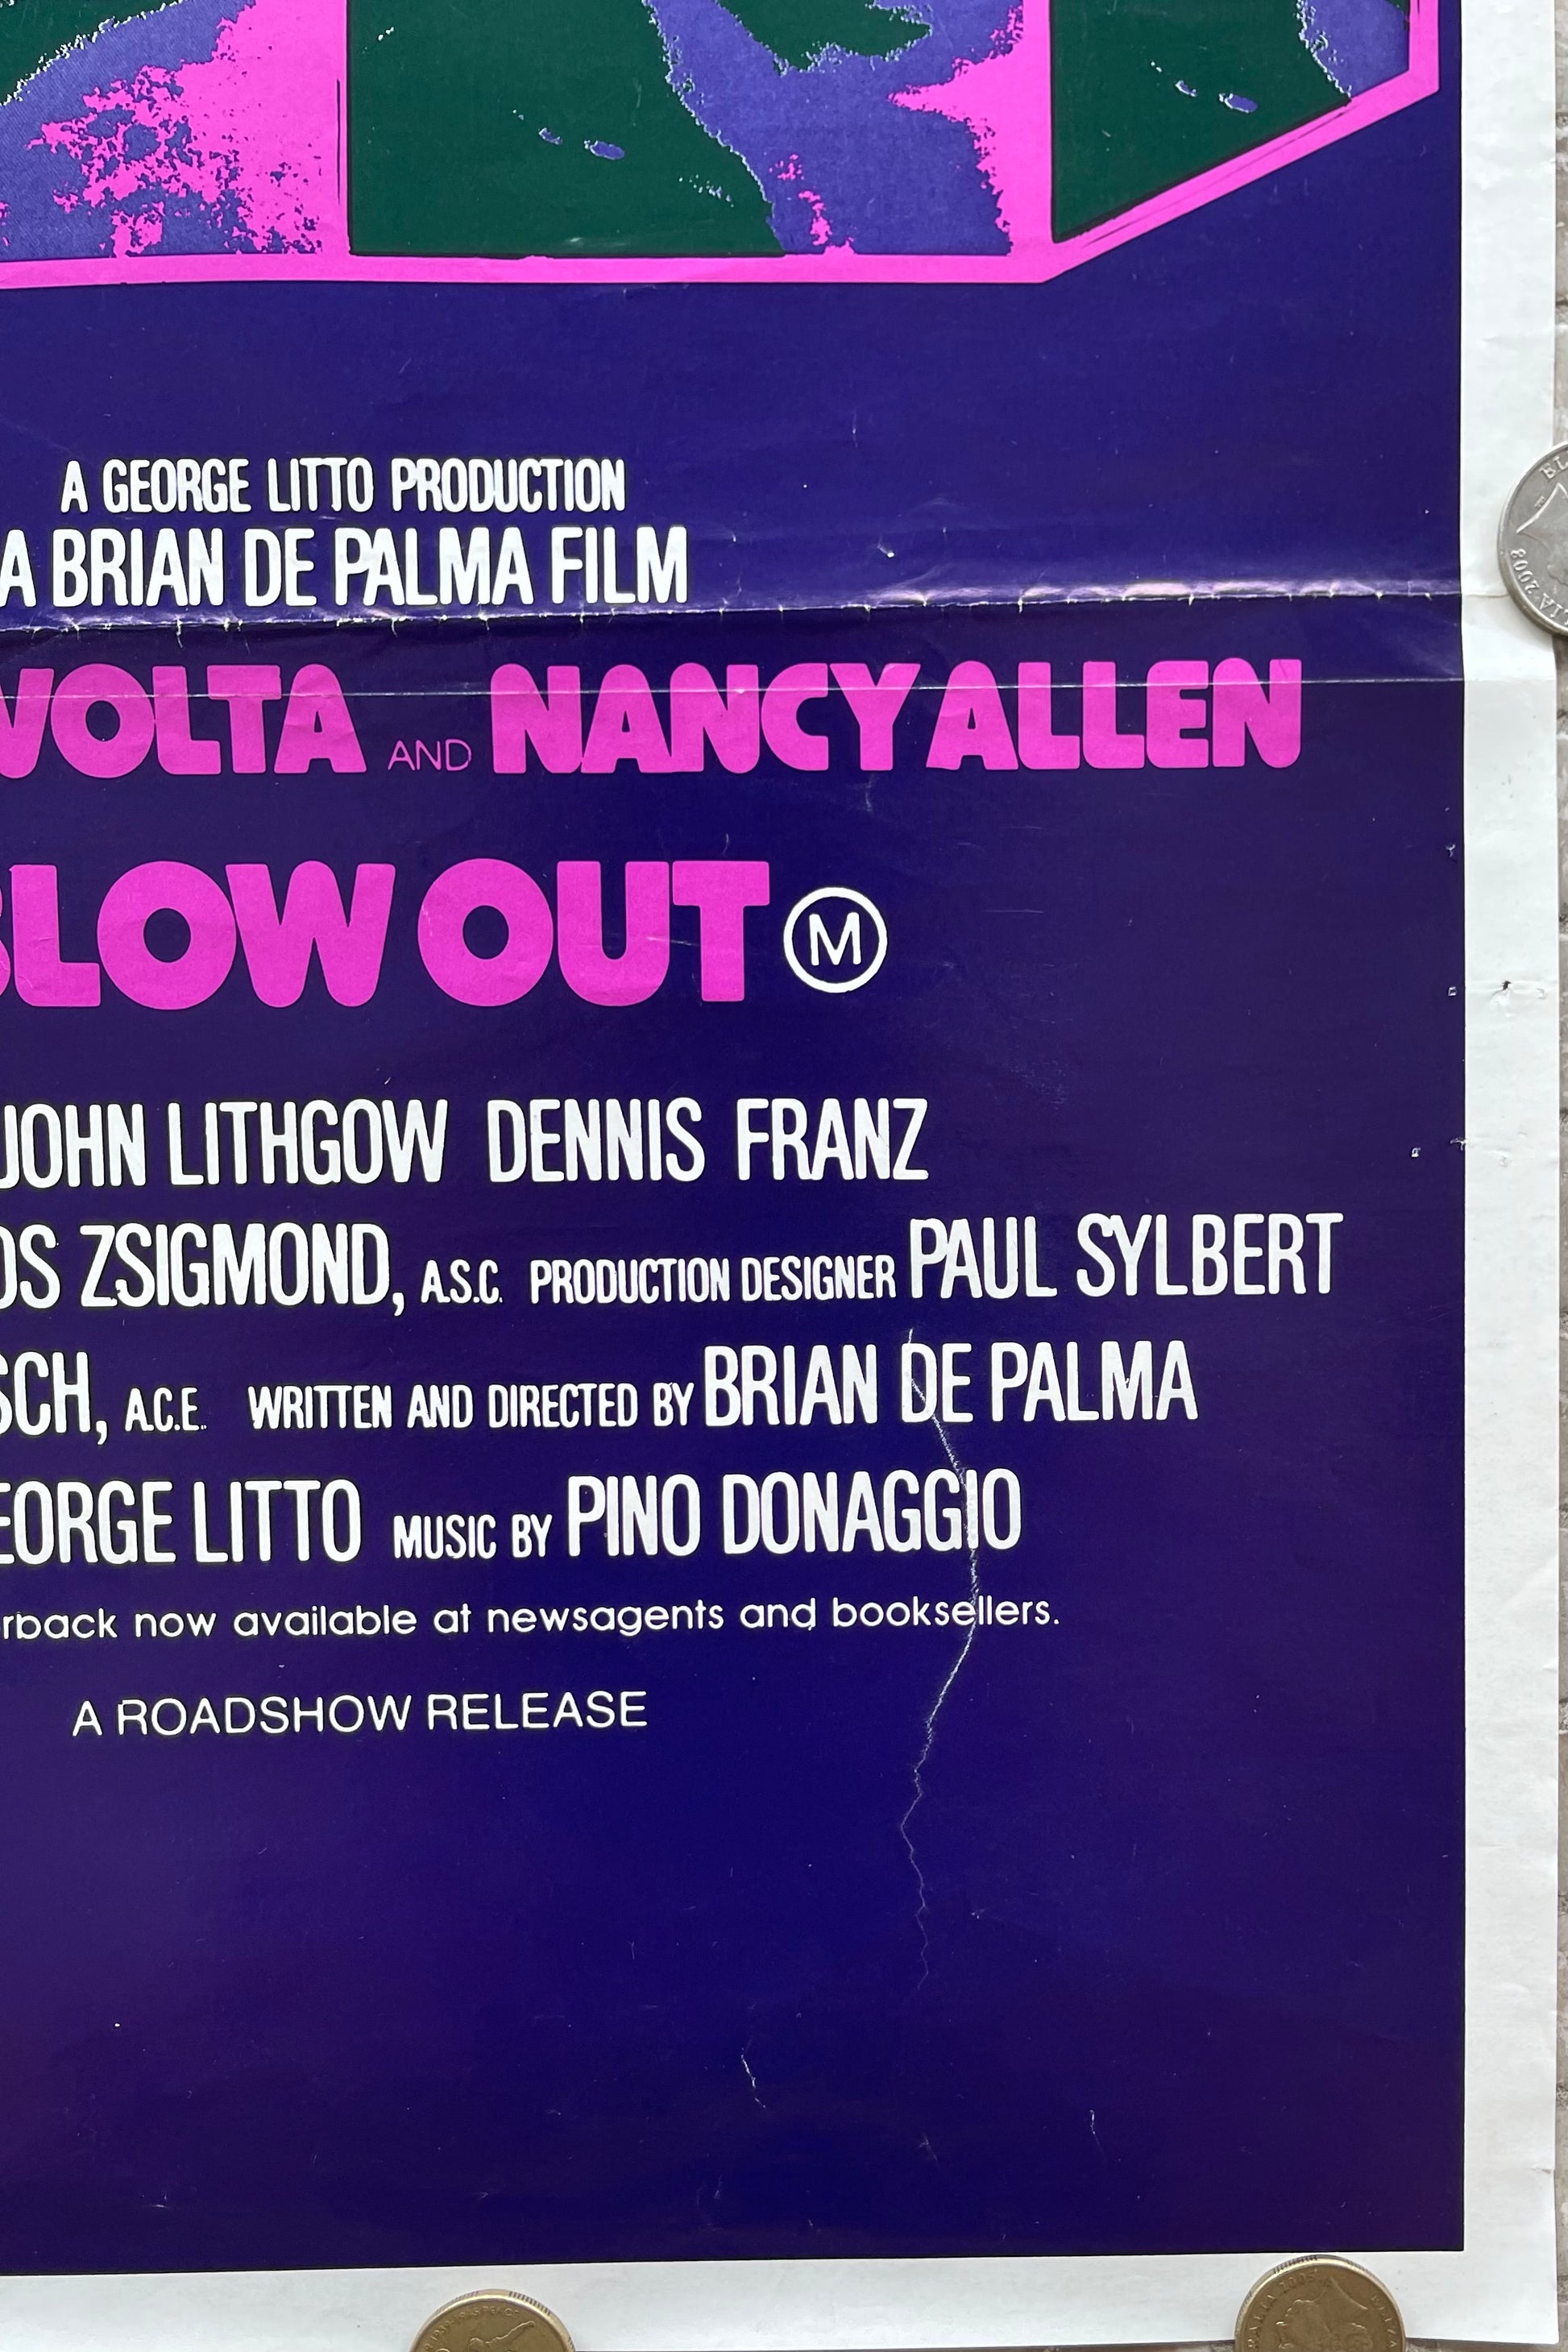 A GEORGE LITTO PRODUCTION
A BRIAN DE PALMA FILM
VOLTA AND NANCY ALLEN
BLOW OUT M
JOHN LITHGOW DENNIS FRANZ
OS ZSIGMOND, A.S.C. PRODUCTION DESIGNER PAUL SYLBERT
SCH, A.C.E. WRITTEN AND DIRECTED BY BRIAN DE PALMA
EORGE LITTO MUSIC BY PINO DONAGGIO
rback now available at newsagents and booksellers.
A ROADSHOW RELEASE
2008